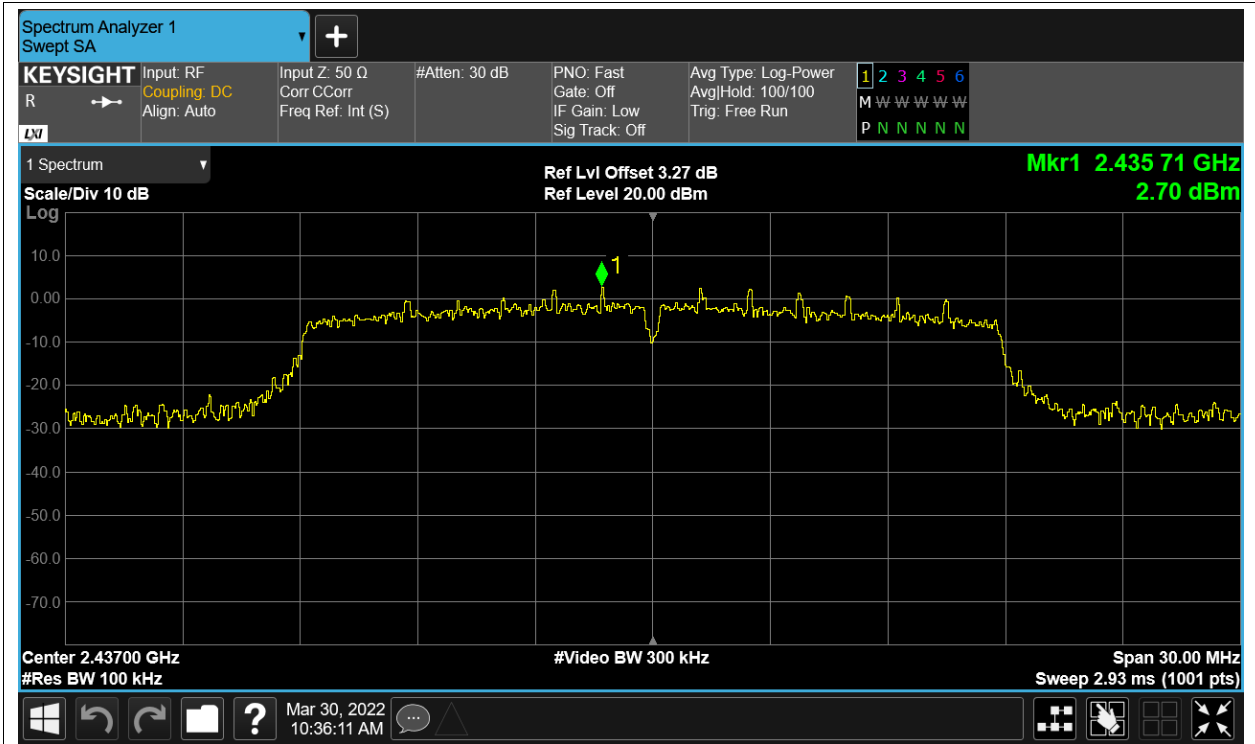 Spectrum Analyzer 1
Swept SA
KEYSIGHT
R
LXI
Input: RF
Coupling: DC
Align: Auto
Input Z: 50 Ω
Corr CCorr
Freq Ref: Int (S)
#Atten: 30 dB
PNO: Fast
Gate: Off
IF Gain: Low
Sig Track: Off
Avg Type: Log-Power
Avg|Hold: 100/100
Trig: Free Run
1 2 3 4 5 6
M W W W W W
P N N N N N
1 Spectrum
Scale/Div 10 dB
Log
Ref Lvl Offset 3.27 dB
Ref Level 20.00 dBm
Mkr1 2.435 71 GHz
2.70 dBm
1
10.0
0.00
-10.0
-20.0
-30.0
-40.0
-50.0
-60.0
-70.0
Center 2.43700 GHz
#Res BW 100 kHz
#Video BW 300 kHz
Span 30.00 MHz
Sweep 2.93 ms (1001 pts)
?
Mar 30, 2022
10:36:11 AM